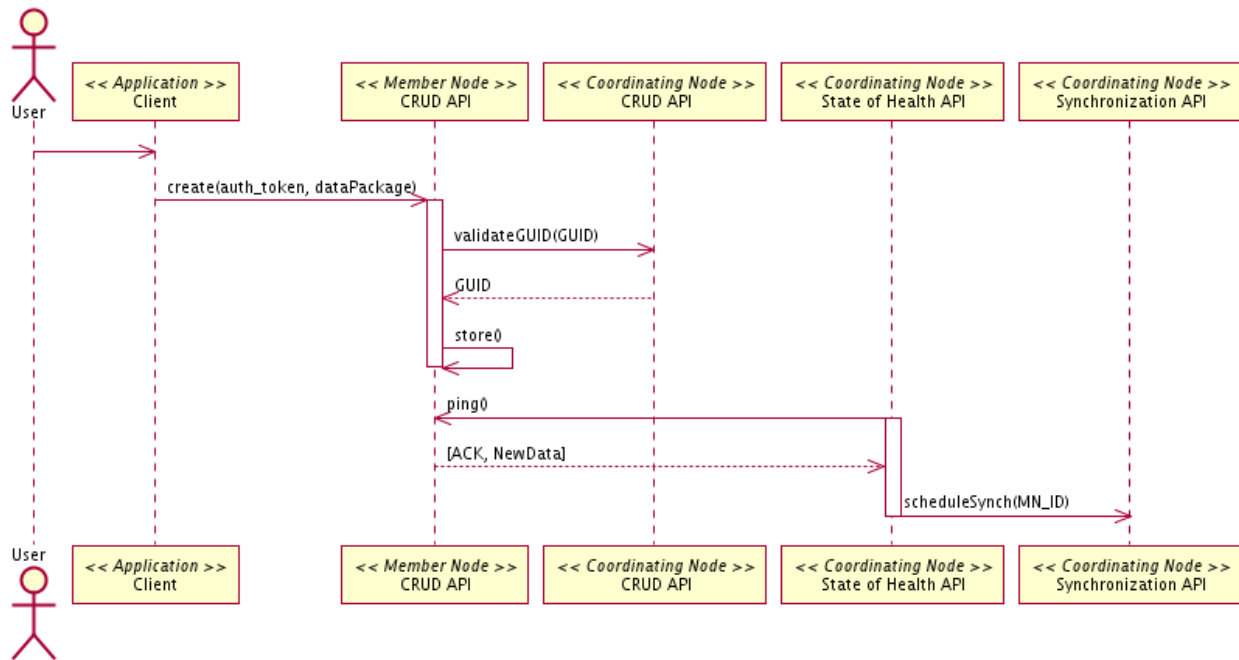 User
<< Application >>
Client
<< Member Node >>
CRUD API
<< Coordinating Node >>
CRUD API
<< Coordinating Node >>
State of Health API
<< Coordinating Node >>
Synchronization API
create(auth_token, dataPackage)
validateGUID(GUID)
GUID
store()
ping()
[ACK, NewData]
scheduleSynch(MN_ID)
User
<< Application >>
Client
<< Member Node >>
CRUD API
<< Coordinating Node >>
CRUD API
<< Coordinating Node >>
State of Health API
<< Coordinating Node >>
Synchronization API